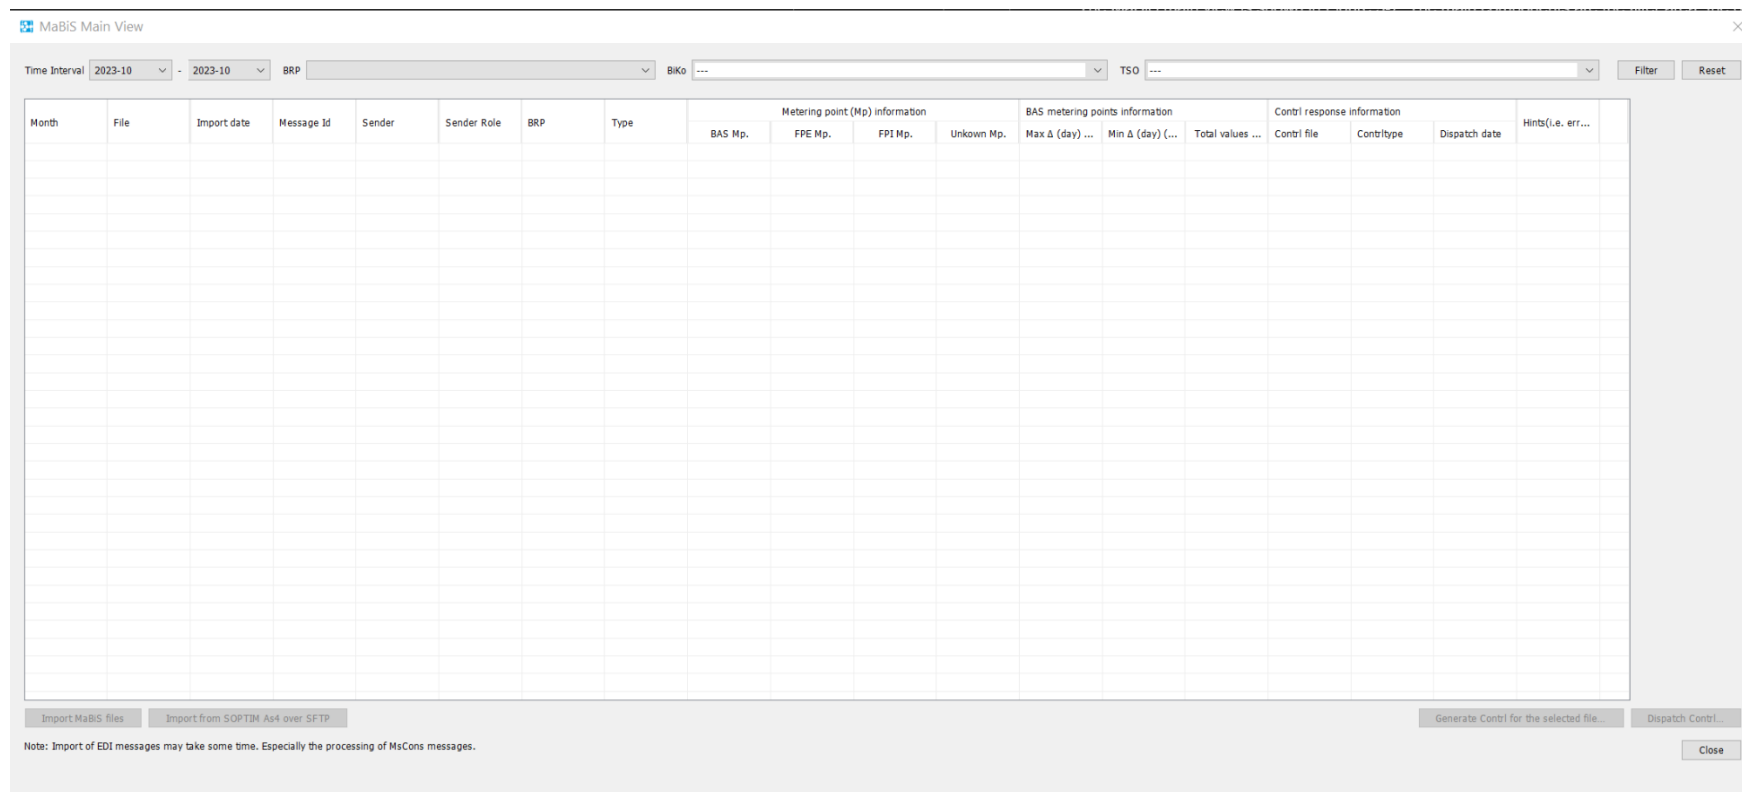 MaBiS Main View
Time Interval 2023-10 - 2023-10 BRP BiKo --- TSO --- Filter Reset
Metering point (Mp) information BAS metering points information Contrl response information
Month File Import date Message Id Sender Sender Role BRP Type Hints(i.e. err...
BAS Mp. FPE Mp. FPI Mp. Unkown Mp. Max Δ (day) ... Min Δ (day) (... Total values ... Contrl file Contrltype Dispatch date
Import MaBiS files Import from SOPTIM As4 over SFTP Generate Contrl for the selected file... Dispatch Contrl...
Note: Import of EDI messages may take some time. Especially the processing of MsCons messages.
Close